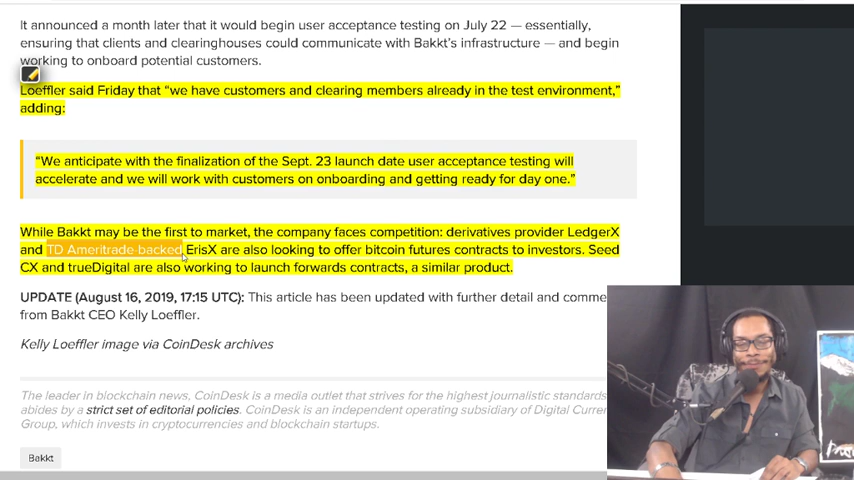 It announced a month later that it would begin user acceptance testing on July 22 — essentially,
ensuring that clients and clearinghouses could communicate with Bakkt's infrastructure — and begin
working to onboard potential customers.
Loeffler said Friday that “we have customers and clearing members already in the test environment,”
adding:
“We anticipate with the finalization of the Sept. 23 launch date user acceptance testing will
accelerate and we will work with customers on onboarding and getting ready for day one.”
While Bakkt may be the first to market, the company faces competition: derivatives provider LedgerX
and TD Ameritrade-backed ErisX are also looking to offer bitcoin futures contracts to investors. Seed
CX and trueDigital are also working to launch forwards contracts, a similar product.
UPDATE (August 16, 2019, 17:15 UTC): This article has been updated with further detail and comme
from Bakkt CEO Kelly Loeffler.
Kelly Loeffler image via CoinDesk archives
The leader in blockchain news, CoinDesk is a media outlet that strives for the highest journalistic standards
abides by a strict set of editorial policies. CoinDesk is an independent operating subsidiary of Digital Curren
Group, which invests in cryptocurrencies and blockchain startups.
Bakkt